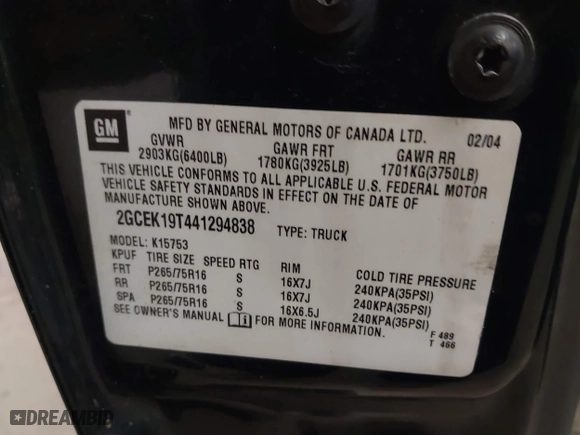 GM
MFD BY GENERAL MOTORS OF CANADA LTD. 02/04
GVWR GAWR FRT GAWR RR
2903KG(6400LB) 1780KG(3925LB) 1701KG(3750LB)
THIS VEHICLE CONFORMS TO ALL APPLICABLE U.S. FEDERAL MOTOR
VEHICLE SAFETY STANDARDS IN EFFECT ON THE DATE OF
MANUFACTURE SHOWN ABOVE.
2GCEK19T441294838 TYPE: TRUCK
MODEL: K15753
KPUF TIRE SIZE SPEED RTG RIM COLD TIRE PRESSURE
FRT P265/75R16 S 16X7J 240KPA(35PSI)
RR P265/75R16 S 16X7J 240KPA(35PSI)
SPA P265/75R16 S 16X6.5J 240KPA(35PSI)
SEE OWNER'S MANUAL FOR MORE INFORMATION.
F 489
T 466
DREAMBID